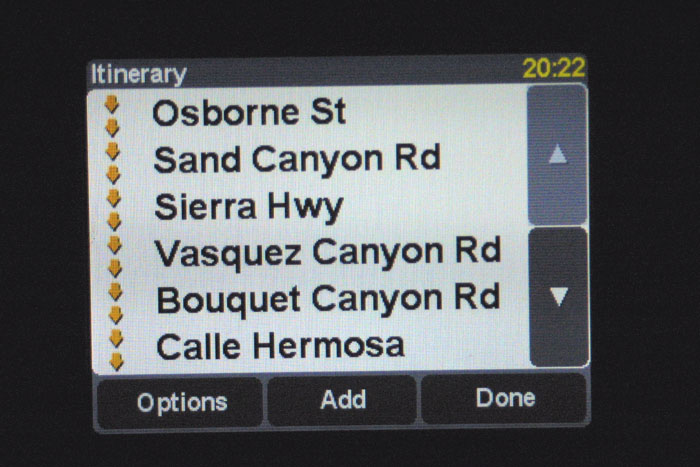 Itinerary 20:22
Osborne St
Sand Canyon Rd
Sierra Hwy
Vasquez Canyon Rd
Bouquet Canyon Rd
Calle Hermosa
Options Add Done